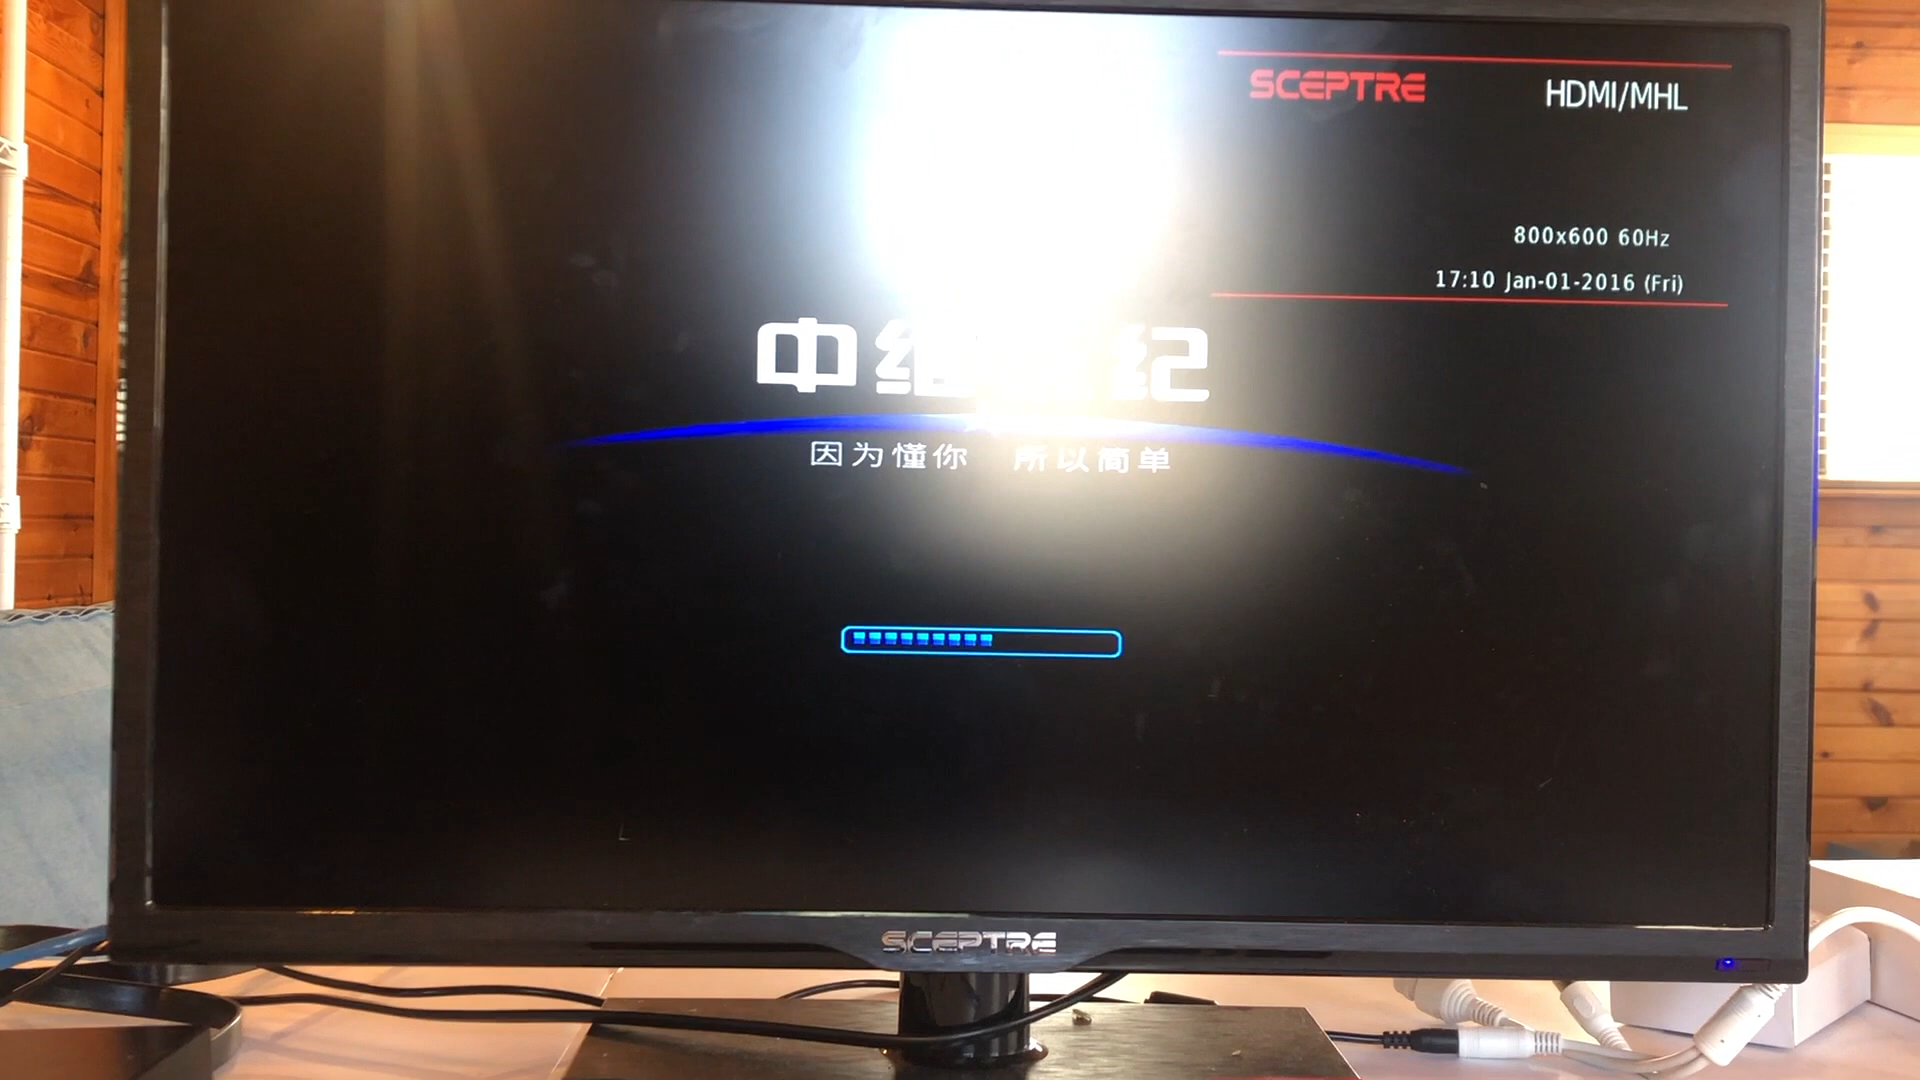 SCEPTRE HDMI/MHL
800x600 60Hz
17:10 Jan-01-2016 (Fri)
因为懂你 所以简单
SCEPTRE